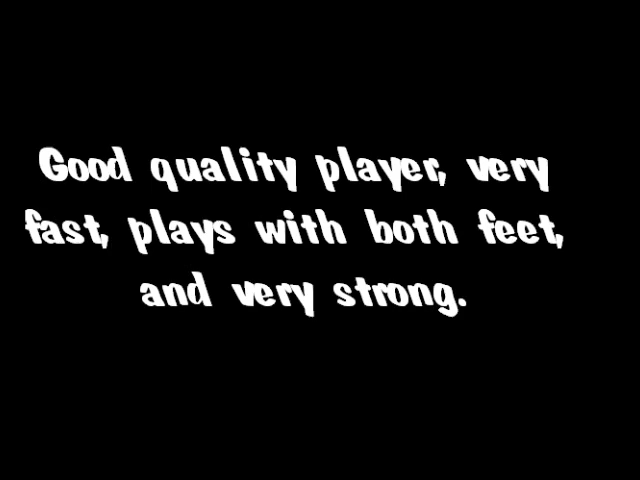 Good quality player, very
fast, plays with both feet,
and very strong.